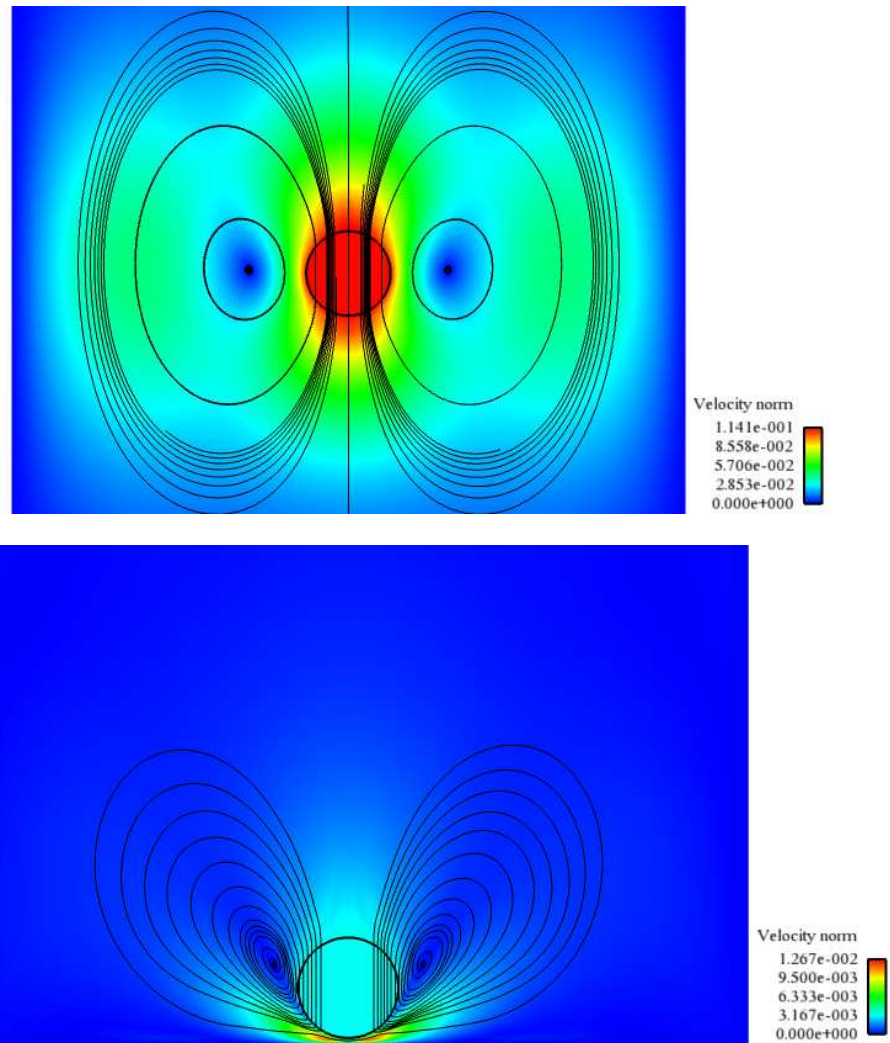 Velocity norm
1.141e-001
8.558e-002
5.706e-002
2.853e-002
0.000e+000
Velocity norm
1.267e-002
9.500e-003
6.333e-003
3.167e-003
0.000e+000